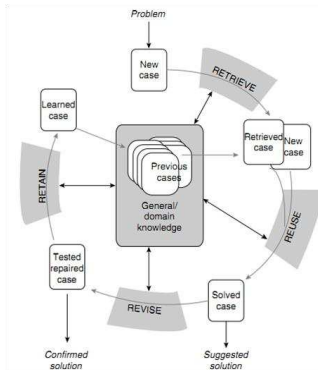 Problem
New
case
RETRIEVE
Learned
case
Retrieved
case
New
case
Previous
cases
General/
domain
knowledge
RETAIN
REUSE
Tested
repaired
case
REVISE
Solved
case
Confirmed
solution
Suggested
solution